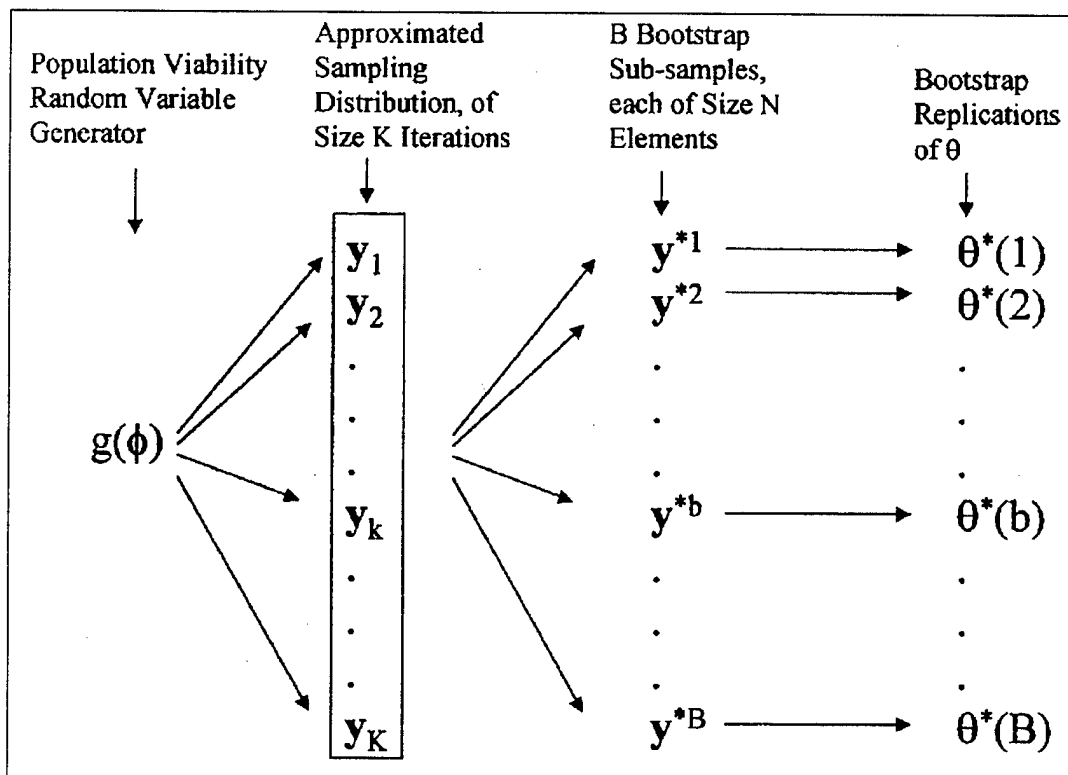 Population Viability
Random Variable
Generator
Approximated
Sampling
Distribution, of
Size K Iterations
B Bootstrap
Sub-samples,
each of Size N
Elements
Bootstrap
Replications
of θ
g(ϕ)
y₁
y₂
.
.
.
yₖ
.
.
.
y_K
y*¹
y*²
.
.
.
y*ᵇ
.
.
.
y*ᴮ
θ*(1)
θ*(2)
.
.
.
θ*(b)
.
.
.
θ*(B)